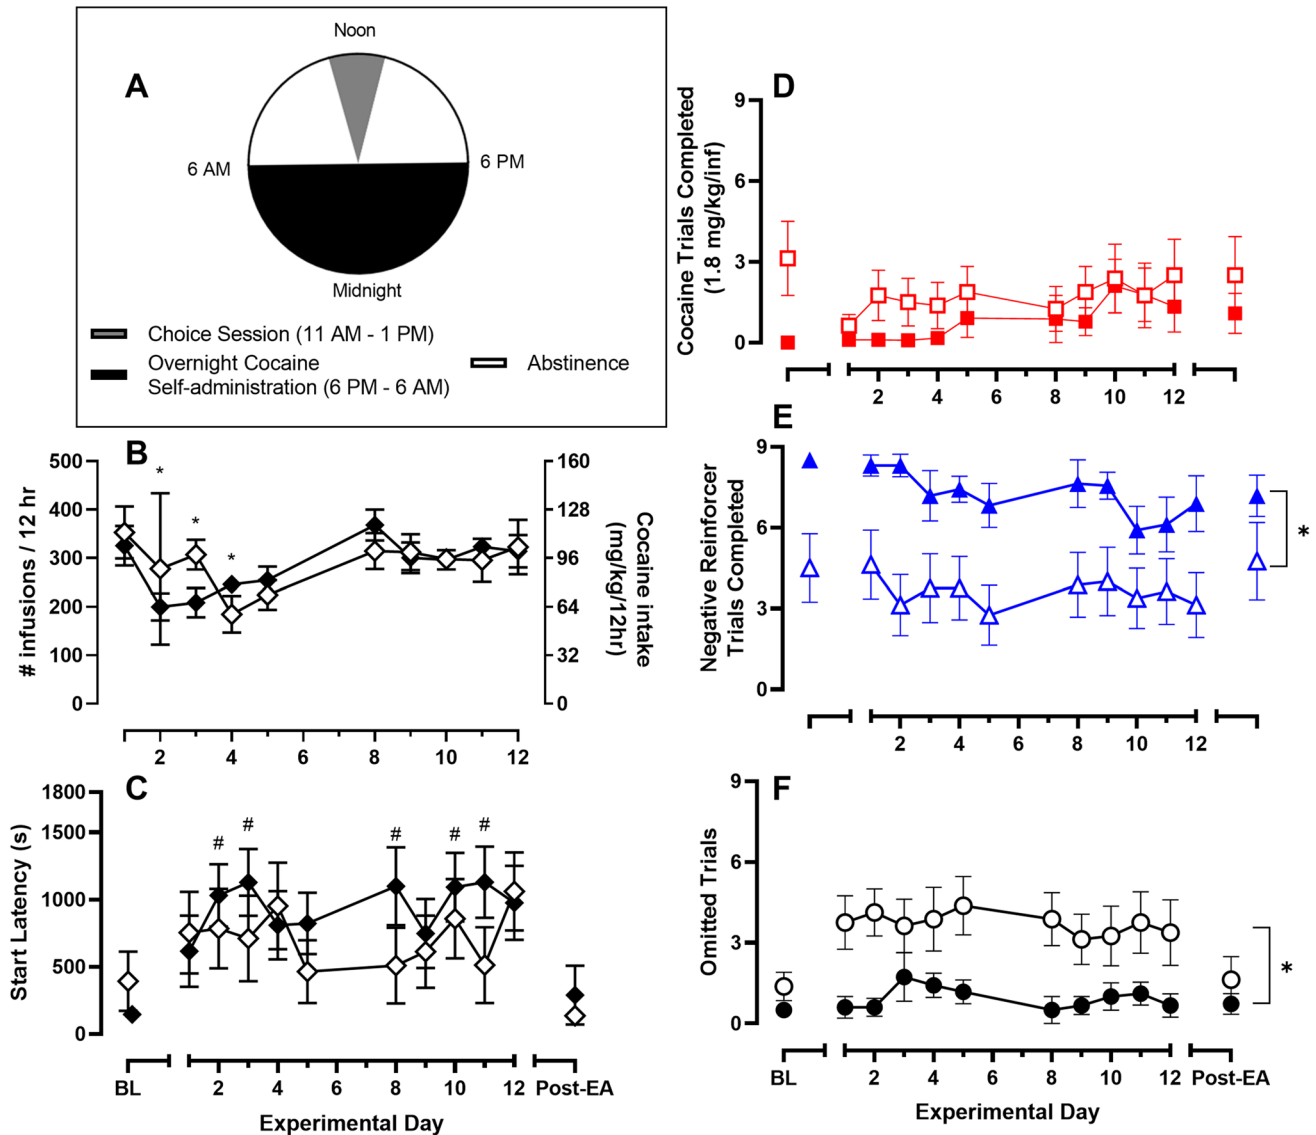 A
Noon
6 AM
6 PM
Midnight
Choice Session (11 AM - 1 PM)
Overnight Cocaine
Self-administration (6 PM - 6 AM)
Abstinence
B
# infusions / 12 hr
500
400
300
200
100
0
* * *
160
128
96
64
32
0
Cocaine intake
(mg/kg/12hr)
2 4 6 8 10 12
C
Start Latency (s)
1800
1500
1000
500
0
# # # # #
BL 2 4 6 8 10 12 Post-EA
Experimental Day
D
Cocaine Trials Completed
(1.8 mg/kg/inf)
9
6
3
0
2 4 6 8 10 12
E
Negative Reinforcer
Trials Completed
9
6
3
0
*
2 4 6 8 10 12
F
Omitted Trials
9
6
3
0
*
BL 2 4 6 8 10 12 Post-EA
Experimental Day